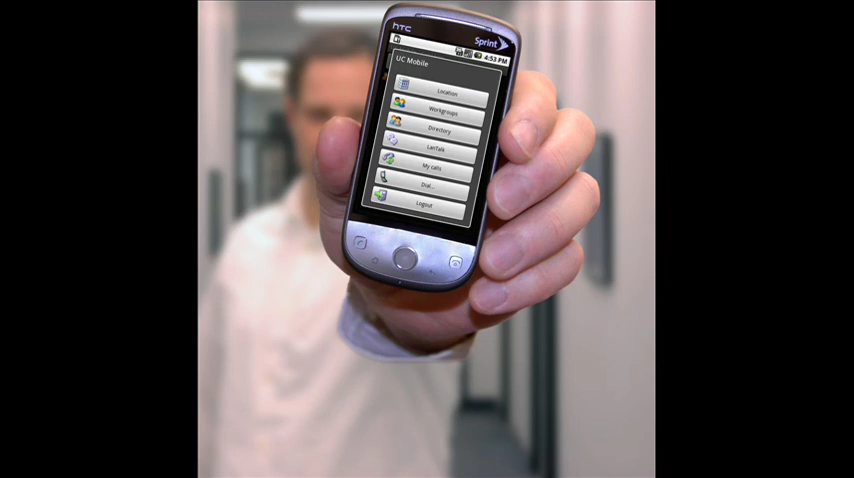 hTC
Sprint
4:53 PM
UC Mobile
Location
Workgroups
Directory
LanTalk
My calls
Dial...
Logout